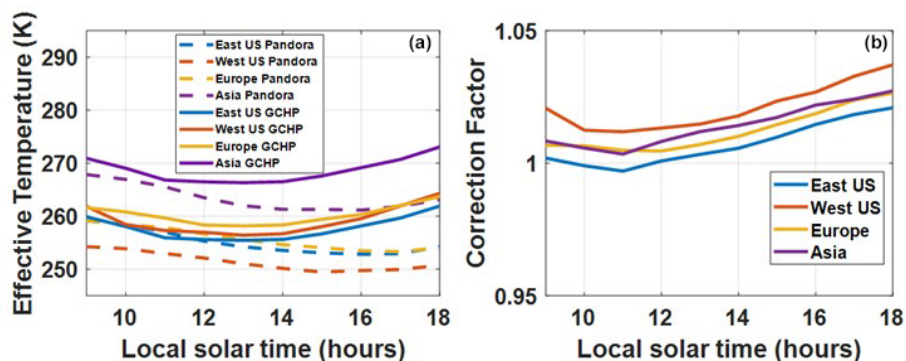 (a)
Effective Temperature (K)
290
280
270
260
250
East US Pandora
West US Pandora
Europe Pandora
Asia Pandora
East US GCHP
West US GCHP
Europe GCHP
Asia GCHP
10 12 14 16 18
Local solar time (hours)
(b)
Correction Factor
1.05
1
0.95
East US
West US
Europe
Asia
10 12 14 16 18
Local solar time (hours)